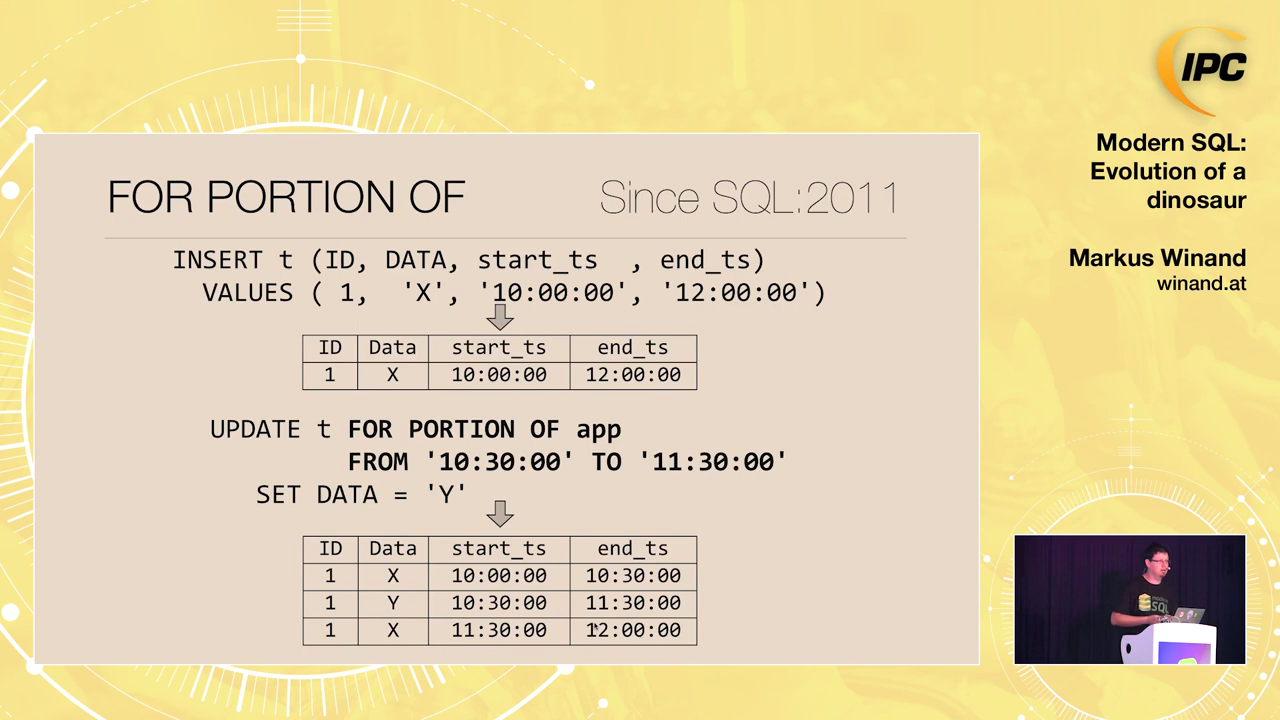 IPC
Modern SQL:
Evolution of a
dinosaur
Markus Winand
winand.at
FOR PORTION OF Since SQL:2011
INSERT t (ID, DATA, start_ts , end_ts)
VALUES ( 1, 'X', '10:00:00', '12:00:00')
ID Data start_ts end_ts
1 X 10:00:00 12:00:00
UPDATE t FOR PORTION OF app
FROM '10:30:00' TO '11:30:00'
SET DATA = 'Y'
ID Data start_ts end_ts
1 X 10:00:00 10:30:00
1 Y 10:30:00 11:30:00
1 X 11:30:00 12:00:00
SQL